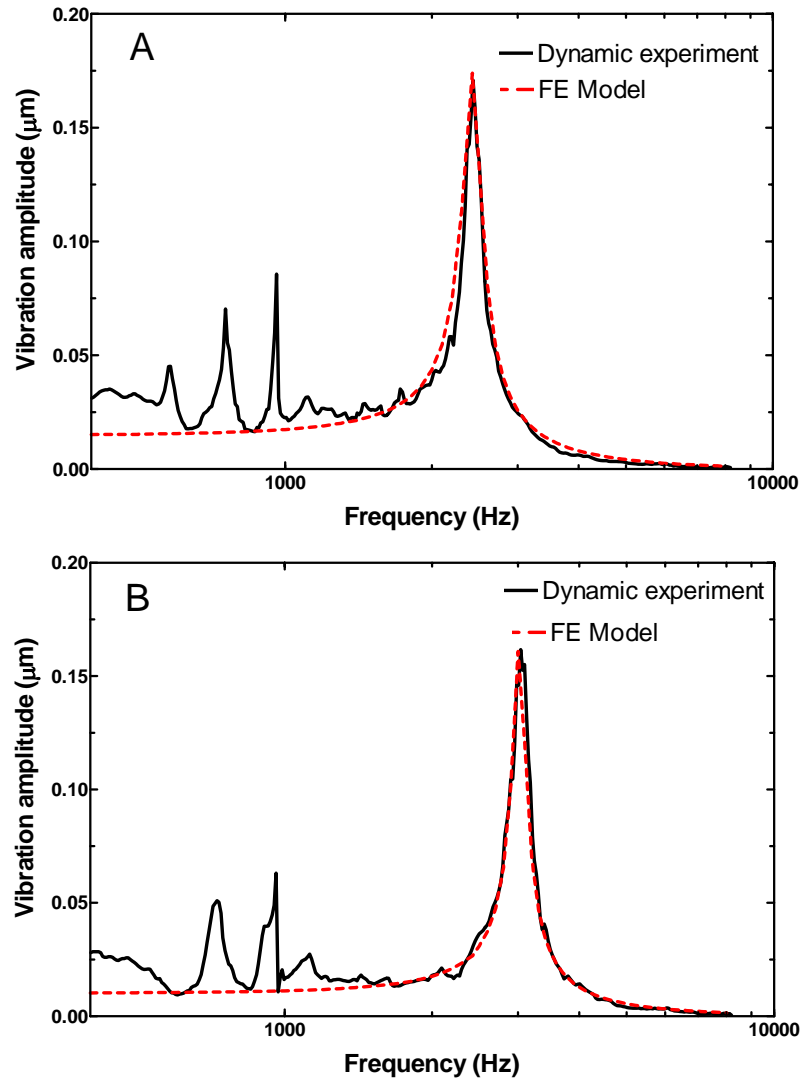 A
Dynamic experiment
FE Model
Vibration amplitude (μm)
0.20
0.15
0.10
0.05
0.00
1000
10000
Frequency (Hz)
B
Dynamic experiment
FE Model
Vibration amplitude (μm)
0.20
0.15
0.10
0.05
0.00
1000
10000
Frequency (Hz)